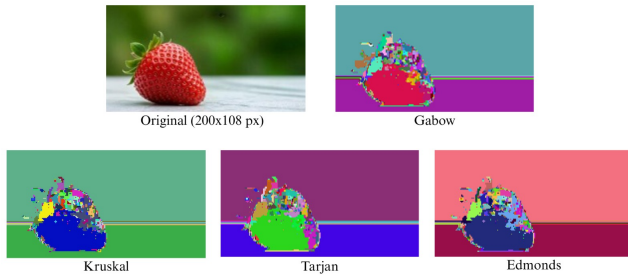 Original (200x108 px)
Gabow
Kruskal
Tarjan
Edmonds